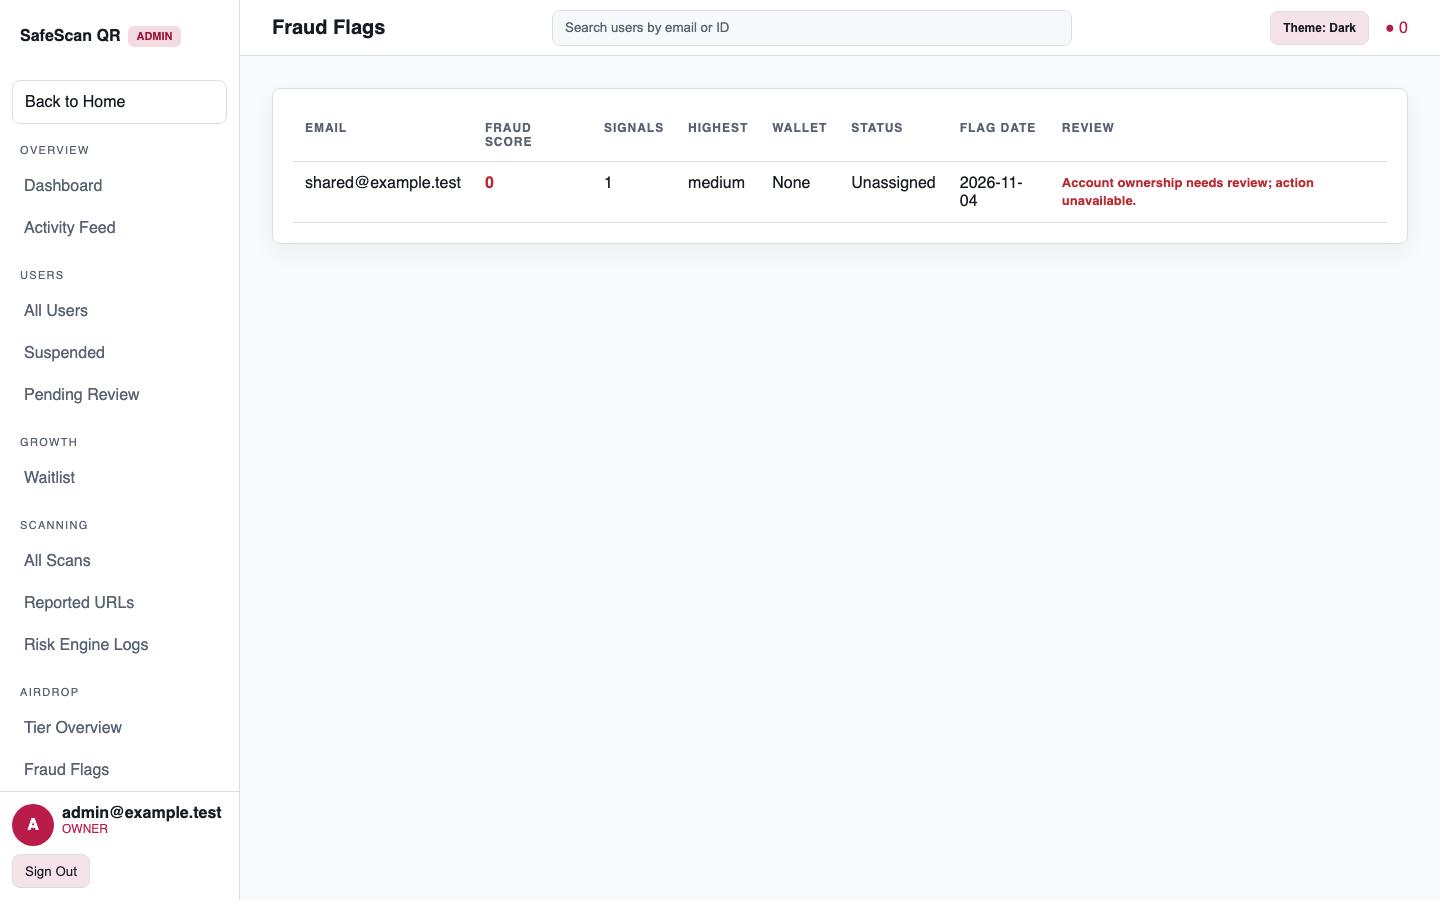 SafeScan QR ADMIN
Back to Home
OVERVIEW
Dashboard
Activity Feed
USERS
All Users
Suspended
Pending Review
GROWTH
Waitlist
SCANNING
All Scans
Reported URLs
Risk Engine Logs
AIRDROP
Tier Overview
Fraud Flags
A
admin@example.test
OWNER
Sign Out
Fraud Flags
Search users by email or ID
Theme: Dark
● 0
EMAIL FRAUD SIGNALS HIGHEST WALLET STATUS FLAG DATE REVIEW
SCORE
shared@example.test 0 1 medium None Unassigned 2026-11- Account ownership needs review; action
04 unavailable.